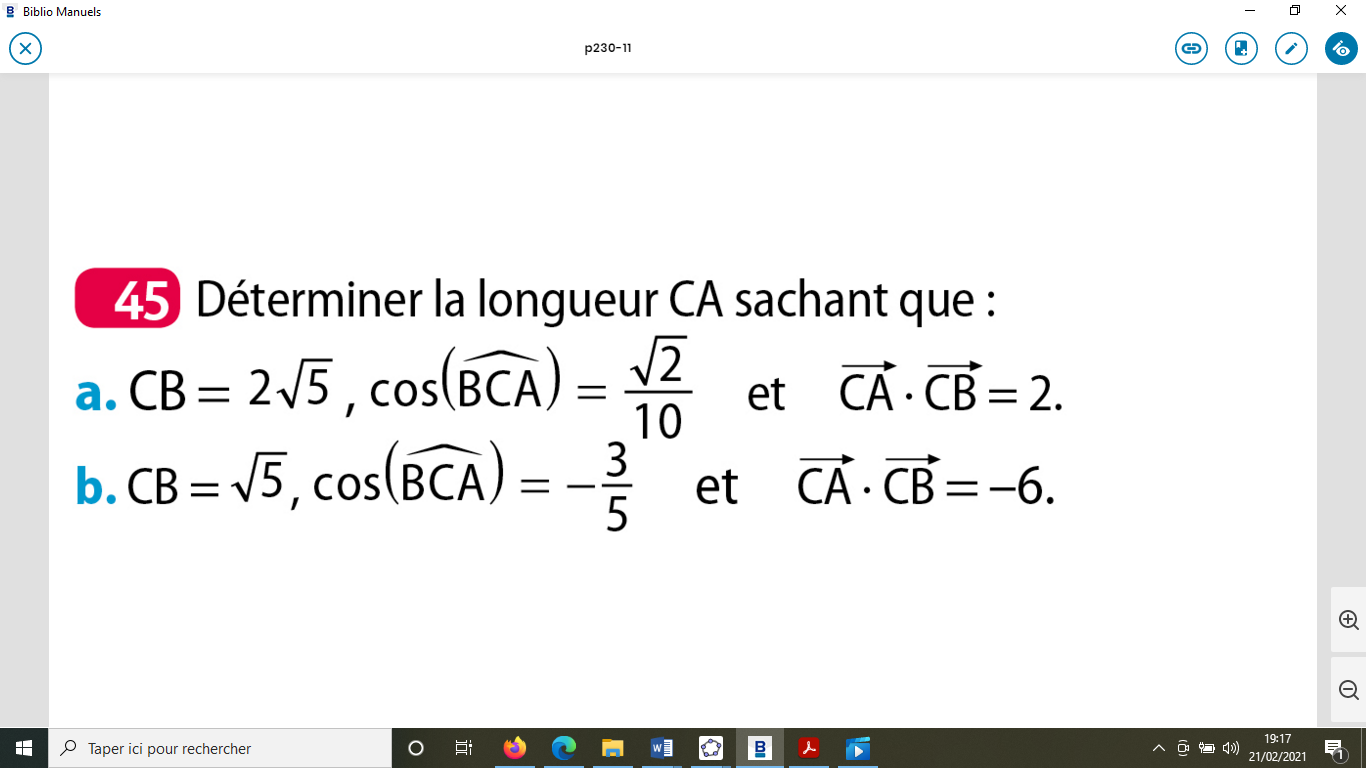 Biblio Manuels
p230-11
45 Déterminer la longueur CA sachant que :
a. CB = 2√5 , cos(BCA) = √2/10 et CA · CB = 2.
b. CB = √5, cos(BCA) = −3/5 et CA · CB = −6.
Taper ici pour rechercher
19:17
21/02/2021
1